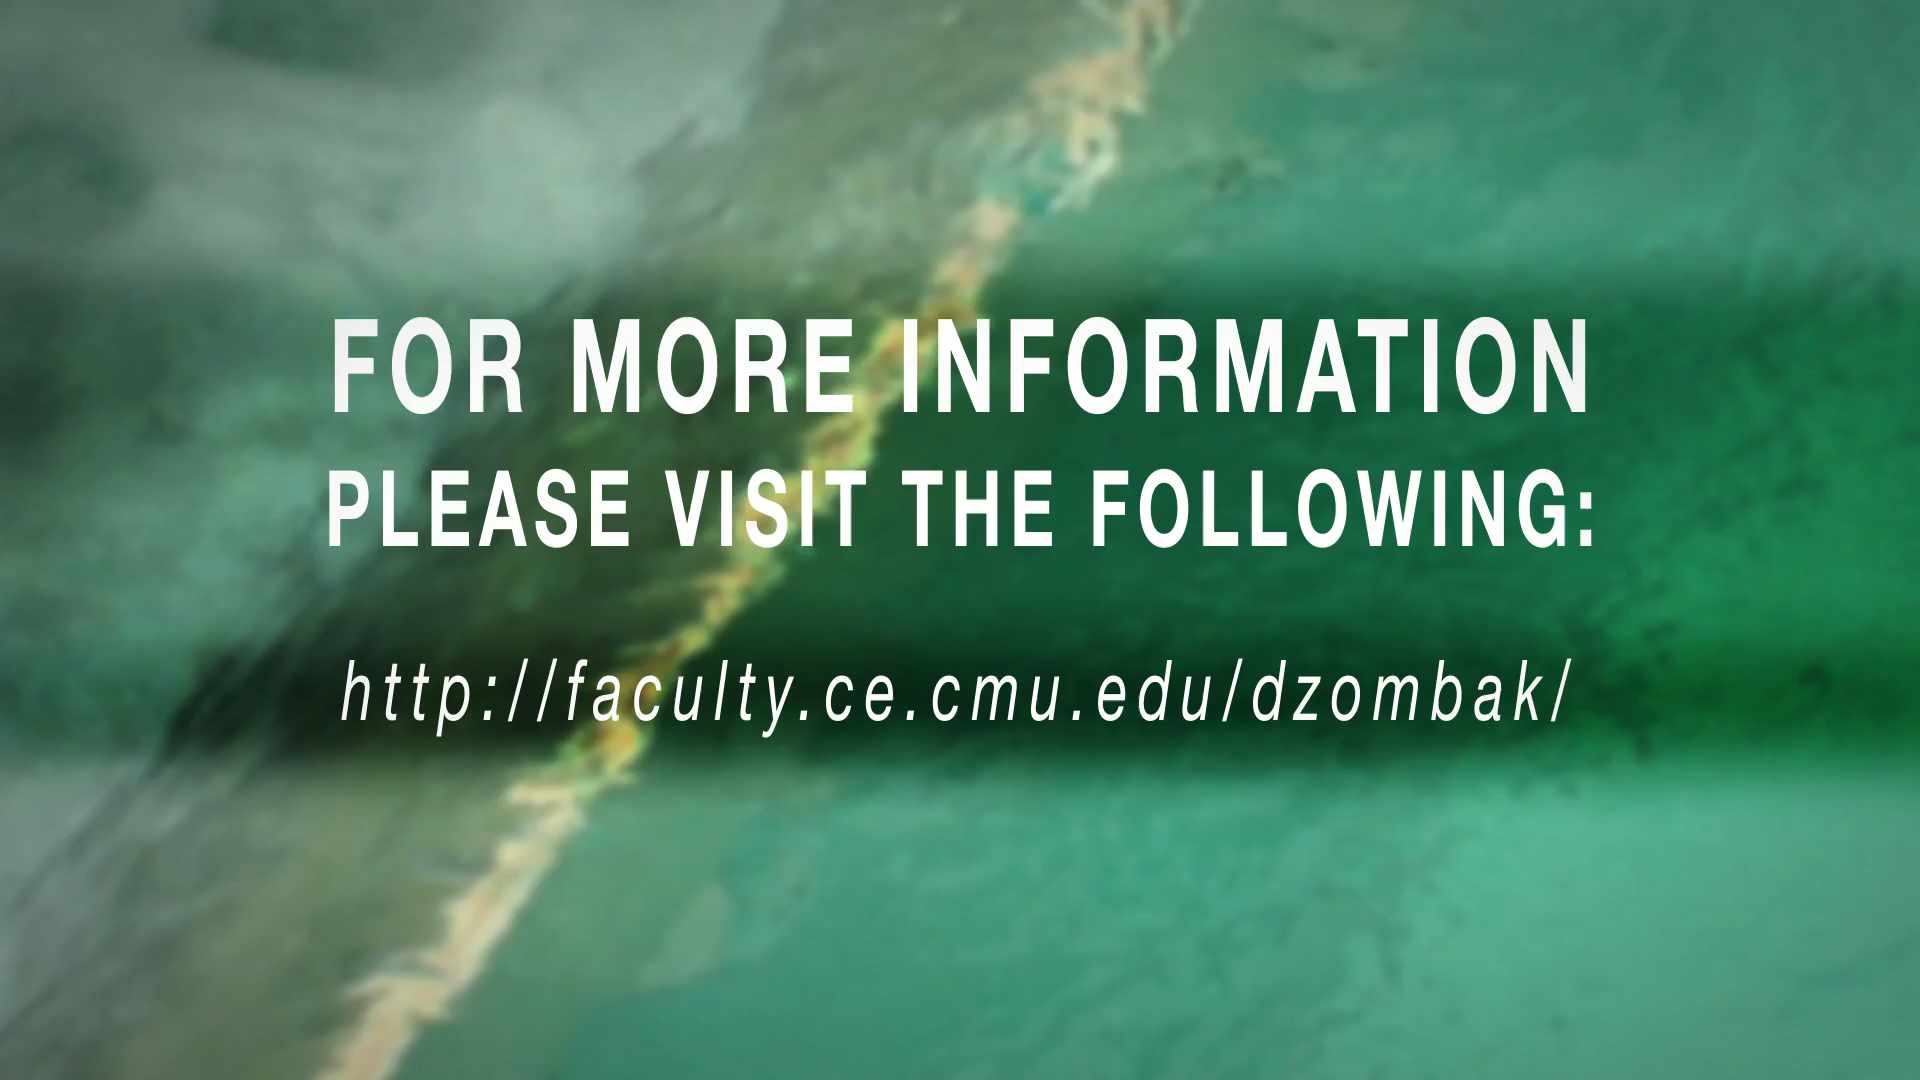 FOR MORE INFORMATION
PLEASE VISIT THE FOLLOWING:
http://faculty.ce.cmu.edu/dzombak/